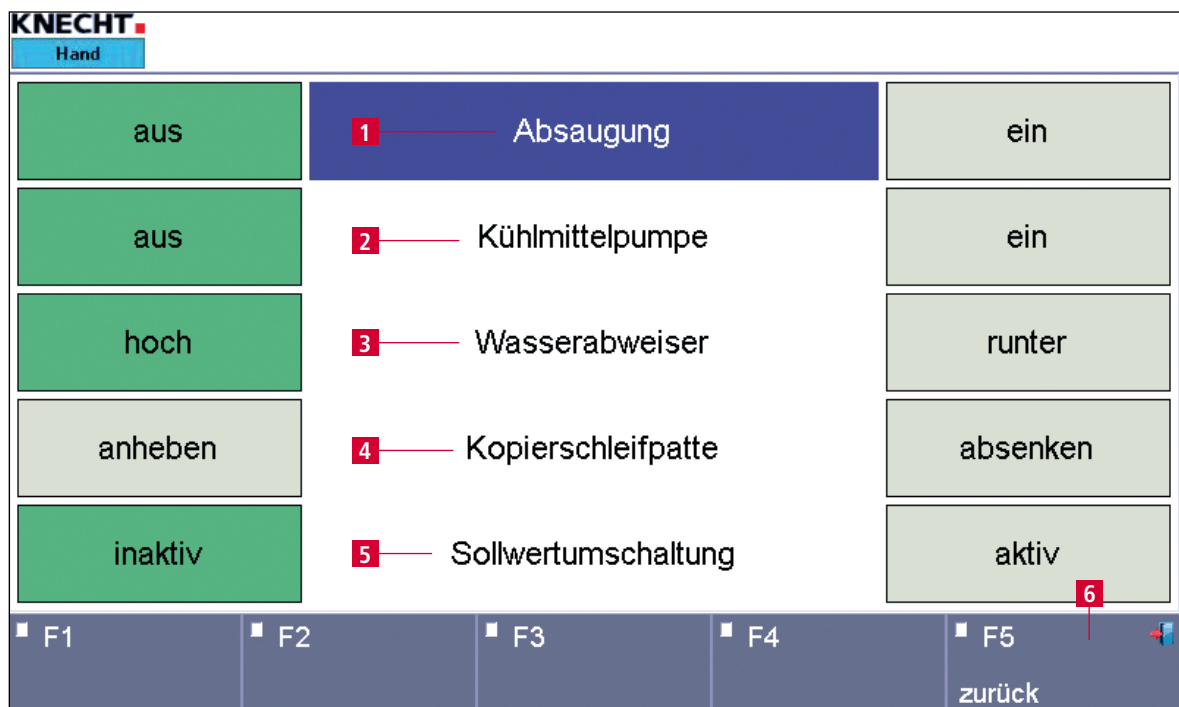 KNECHT
Hand
aus 1 Absaugung ein
aus 2 Kühlmittelpumpe ein
hoch 3 Wasserabweiser runter
anheben 4 Kopierschleifpatte absenken
inaktiv 5 Sollwertumschaltung aktiv
6
F1 F2 F3 F4 F5
zurück